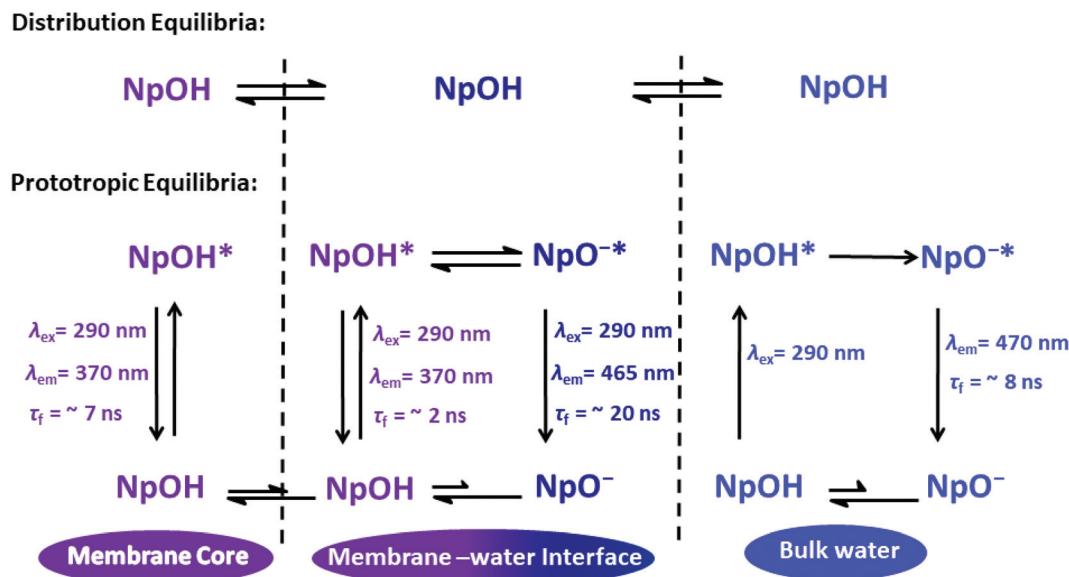 Distribution Equilibria:
NpOH NpOH NpOH
Prototropic Equilibria:
NpOH* NpOH* NpO⁻* NpOH* NpO⁻*
λex= 290 nm λex= 290 nm λex= 290 nm λex= 290 nm λem= 470 nm
λem= 370 nm λem= 370 nm λem= 465 nm τf = ~ 8 ns
τf = ~ 7 ns τf = ~ 2 ns τf = ~ 20 ns
NpOH NpOH NpO⁻ NpOH NpO⁻
Membrane Core Membrane –water Interface Bulk water